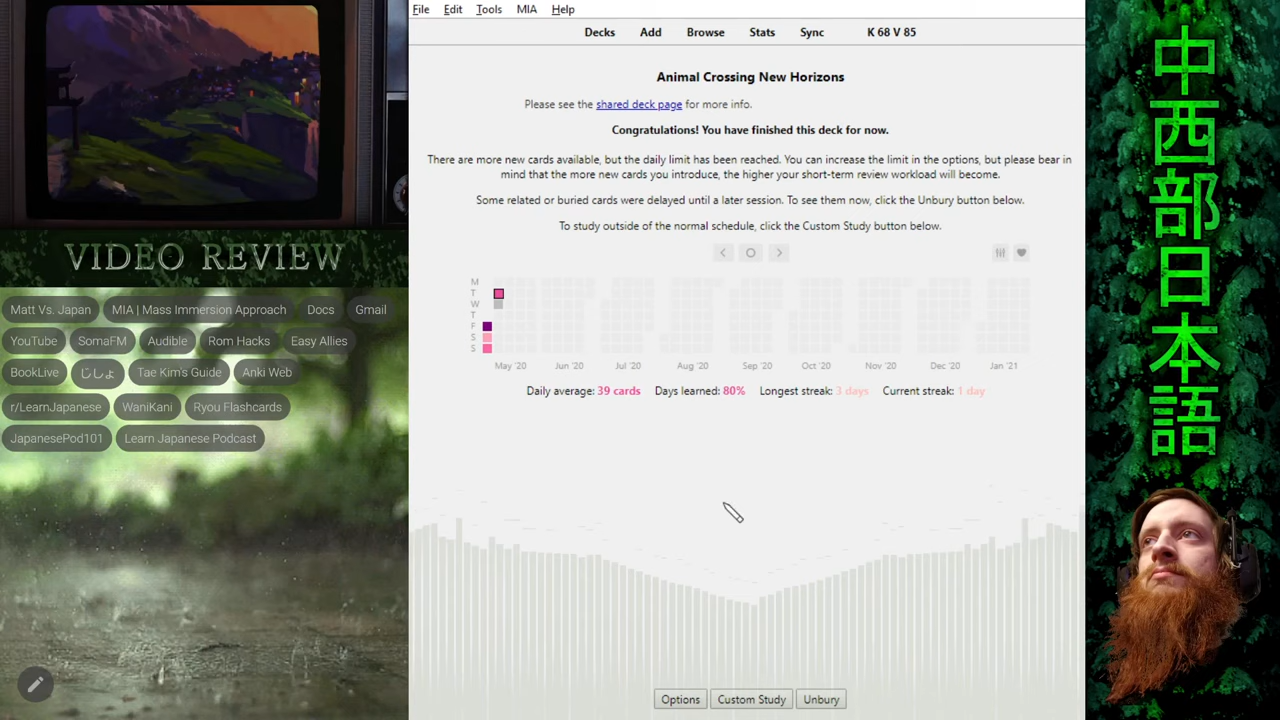 File Edit Tools MIA Help
Decks Add Browse Stats Sync K 68 V 85
Animal Crossing New Horizons
Please see the shared deck page for more info.
Congratulations! You have finished this deck for now.
There are more new cards available, but the daily limit has been reached. You can increase the limit in the options, but please bear in
mind that the more new cards you introduce, the higher your short-term review workload will become.
Some related or buried cards were delayed until a later session. To see them now, click the Unbury button below.
To study outside of the normal schedule, click the Custom Study button below.
M
T
W
T
F
S
S
May '20 Jun '20 Jul '20 Aug '20 Sep '20 Oct '20 Nov '20 Dec '20 Jan '21
Daily average: 39 cards Days learned: 80% Longest streak: 3 days Current streak: 1 day
Options Custom Study Unbury
VIDEO REVIEW
Matt Vs. Japan MIA | Mass Immersion Approach Docs Gmail
YouTube SomaFM Audible Rom Hacks Easy Allies
BookLive じしょ Tae Kim's Guide Anki Web
r/LearnJapanese WaniKani Ryou Flashcards
JapanesePod101 Learn Japanese Podcast
中西部日本語